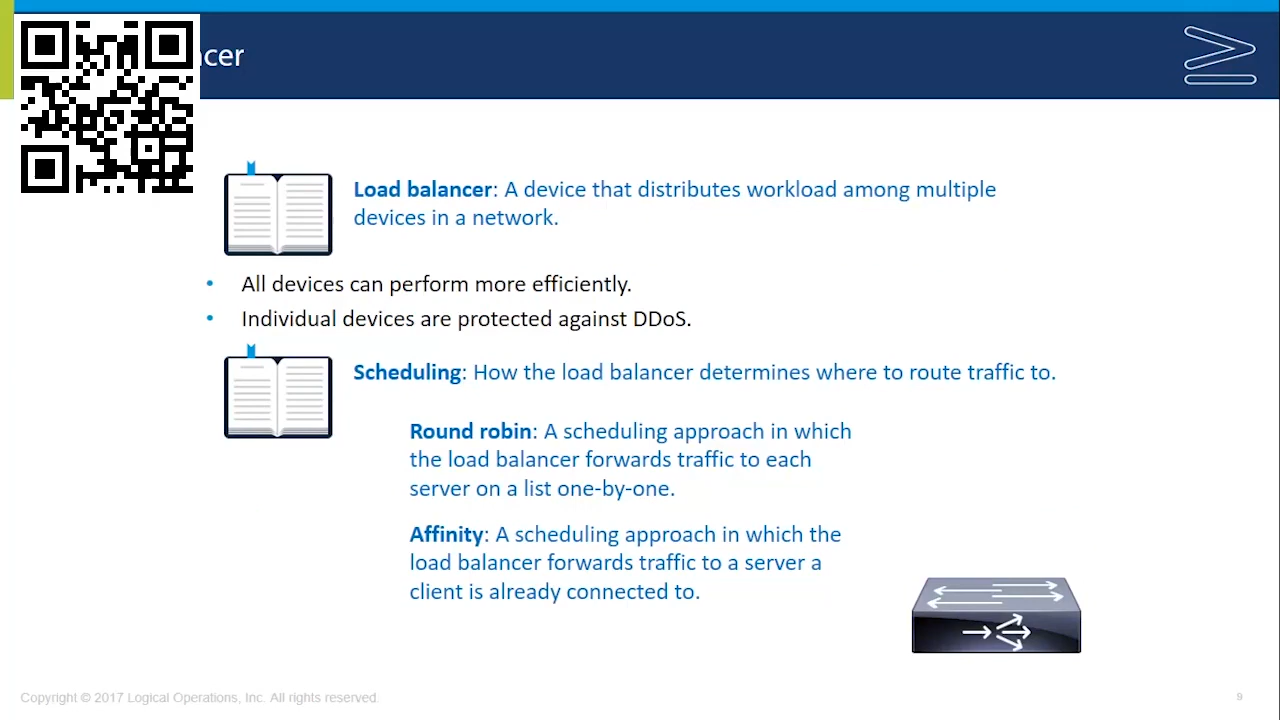 Load balancer: A device that distributes workload among multiple
devices in a network.
• All devices can perform more efficiently.
• Individual devices are protected against DDoS.
Scheduling: How the load balancer determines where to route traffic to.
Round robin: A scheduling approach in which
the load balancer forwards traffic to each
server on a list one-by-one.
Affinity: A scheduling approach in which the
load balancer forwards traffic to a server a
client is already connected to.
Copyright © 2017 Logical Operations, Inc. All rights reserved.
9